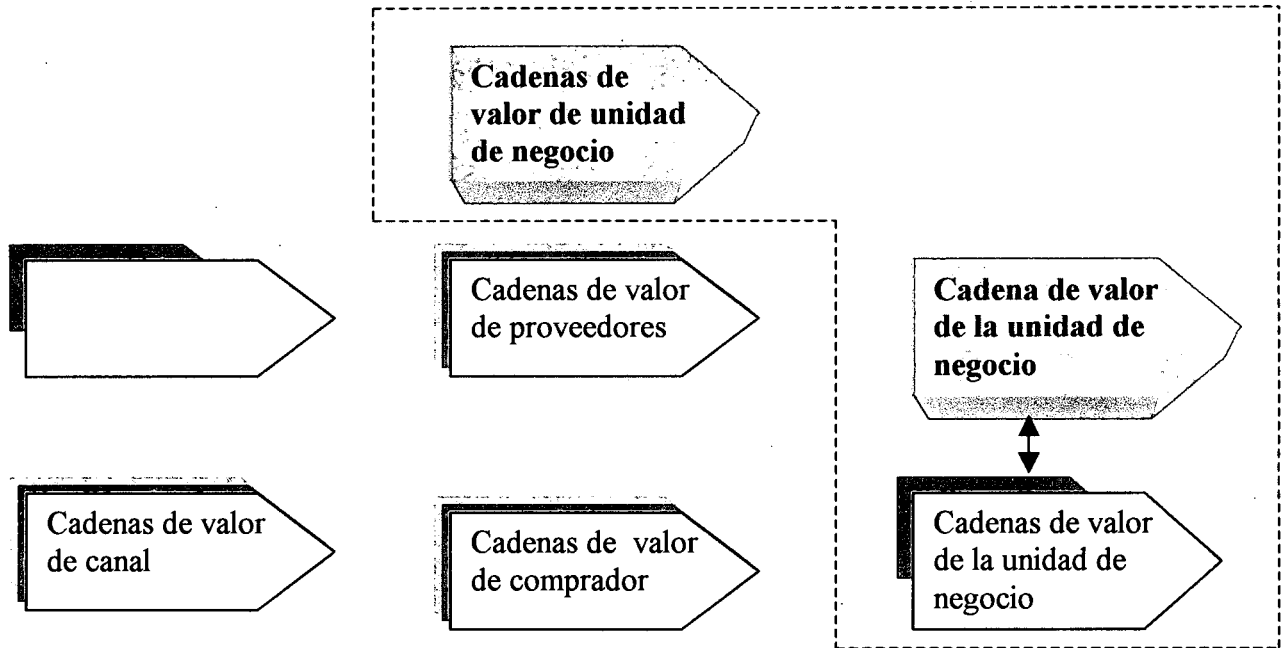 Cadenas de
valor de unidad
de negocio
Cadenas de valor
de proveedores
Cadena de valor
de la unidad de
negocio
Cadenas de valor
de canal
Cadenas de valor
de comprador
Cadenas de valor
de la unidad de
negocio